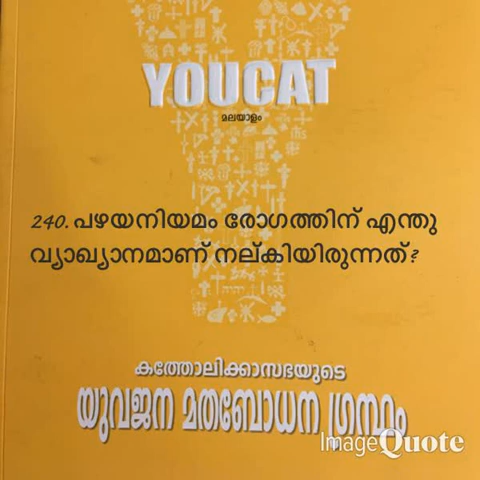 YOUCAT
മലയാളം
240. പഴയനിയമം രോഗത്തിന് എന്തു
വ്യാഖ്യാനമാണ് നല്കിയിരുന്നത്?
കത്തോലിക്കാസഭയുടെ
യുവജന മതബോധന ഗ്രന്ഥം
ImageQuote